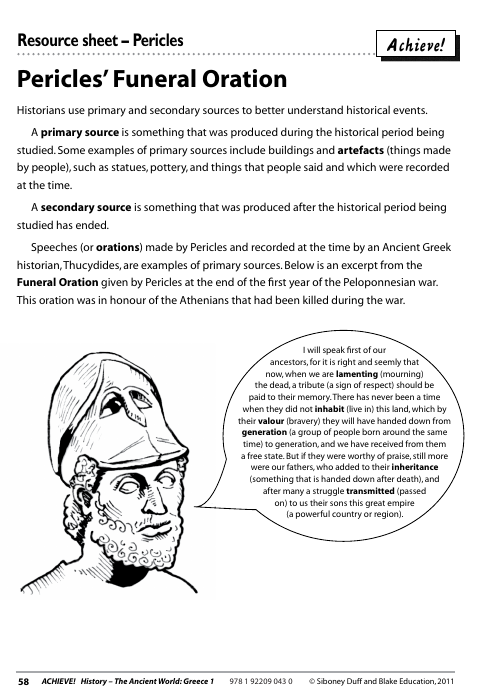 Resource sheet – Pericles
Achieve!
Pericles' Funeral Oration
Historians use primary and secondary sources to better understand historical events.
A primary source is something that was produced during the historical period being
studied. Some examples of primary sources include buildings and artefacts (things made
by people), such as statues, pottery, and things that people said and which were recorded
at the time.
A secondary source is something that was produced after the historical period being
studied has ended.
Speeches (or orations) made by Pericles and recorded at the time by an Ancient Greek
historian, Thucydides, are examples of primary sources. Below is an excerpt from the
Funeral Oration given by Pericles at the end of the first year of the Peloponnesian war.
This oration was in honour of the Athenians that had been killed during the war.
I will speak first of our
ancestors, for it is right and seemly that
now, when we are lamenting (mourning)
the dead, a tribute (a sign of respect) should be
paid to their memory. There has never been a time
when they did not inhabit (live in) this land, which by
their valour (bravery) they will have handed down from
generation (a group of people born around the same
time) to generation, and we have received from them
a free state. But if they were worthy of praise, still more
were our fathers, who added to their inheritance
(something that is handed down after death), and
after many a struggle transmitted (passed
on) to us their sons this great empire
(a powerful country or region).
58 ACHIEVE! History – The Ancient World: Greece 1 978 1 92209 043 0 © Siboney Duff and Blake Education, 2011